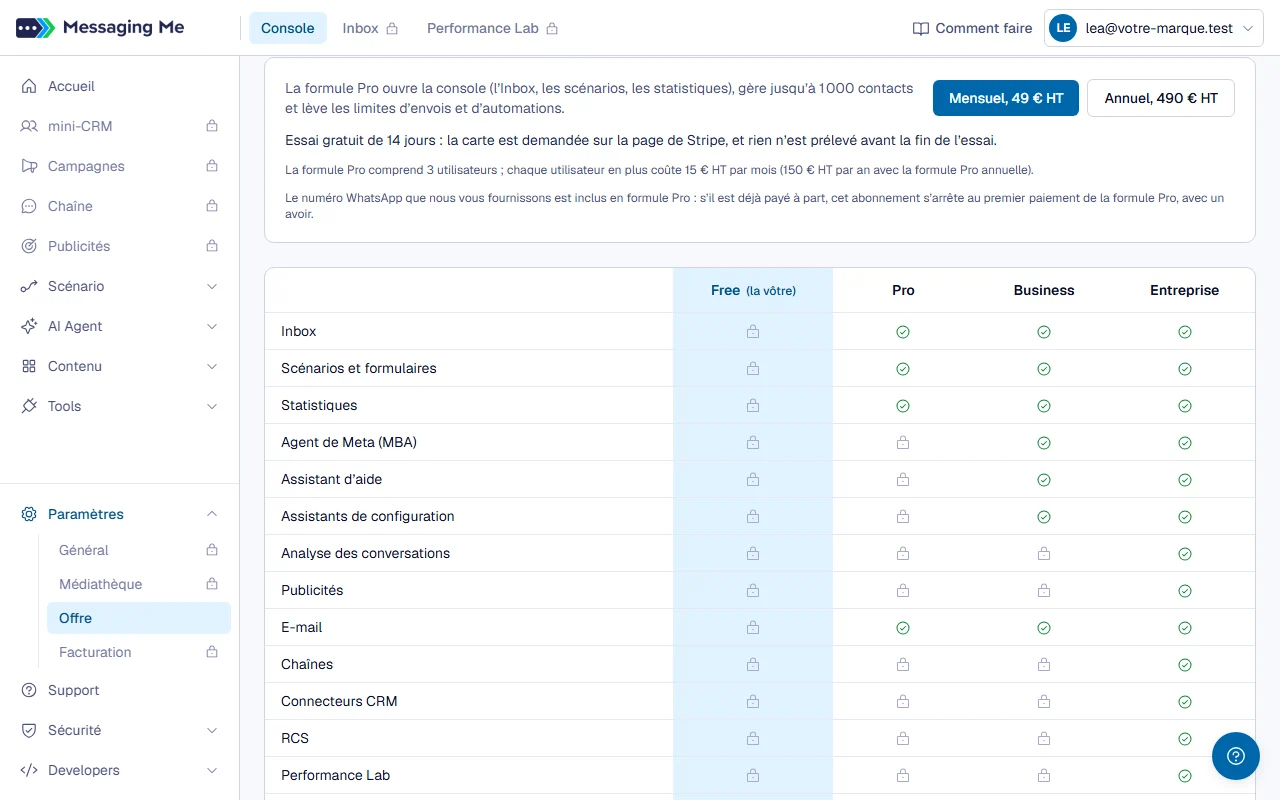 Messaging Me
Console
Inbox
Performance Lab
Comment faire
LE
lea@votre-marque.test
Accueil
mini-CRM
Campagnes
Chaîne
Publicités
Scénario
AI Agent
Contenu
Tools
Paramètres
Général
Médiathèque
Offre
Facturation
Support
Sécurité
Developers
La formule Pro ouvre la console (l'Inbox, les scénarios, les statistiques), gère jusqu'à 1 000 contacts
et lève les limites d'envois et d'automations.
Mensuel, 49 € HT
Annuel, 490 € HT
Essai gratuit de 14 jours : la carte est demandée sur la page de Stripe, et rien n'est prélevé avant la fin de l'essai.
La formule Pro comprend 3 utilisateurs ; chaque utilisateur en plus coûte 15 € HT par mois (150 € HT par an avec la formule Pro annuelle).
Le numéro WhatsApp que nous vous fournissons est inclus en formule Pro : s'il est déjà payé à part, cet abonnement s'arrête au premier paiement de la formule Pro, avec un
avoir.
Free (la vôtre) Pro Business Entreprise
Inbox
Scénarios et formulaires
Statistiques
Agent de Meta (MBA)
Assistant d'aide
Assistants de configuration
Analyse des conversations
Publicités
E-mail
Chaînes
Connecteurs CRM
RCS
Performance Lab